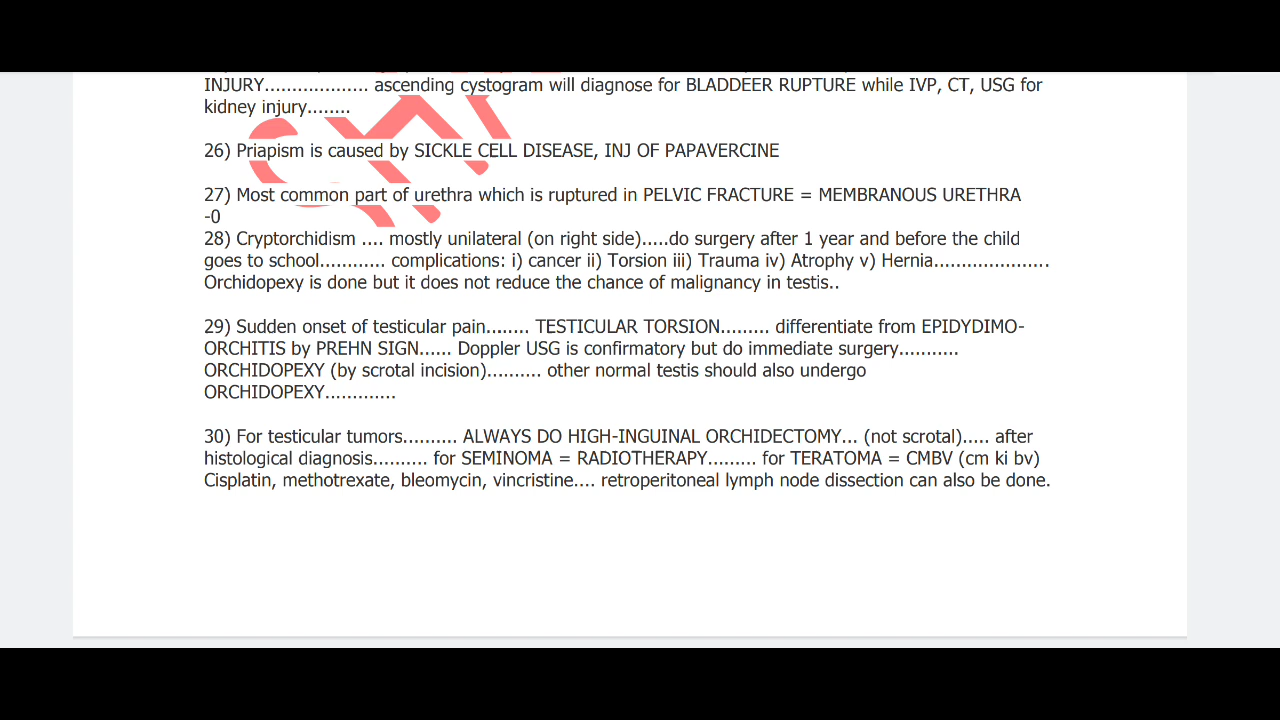 INJURY................... ascending cystogram will diagnose for BLADDEER RUPTURE while IVP, CT, USG for
kidney injury........
26) Priapism is caused by SICKLE CELL DISEASE, INJ OF PAPAVERCINE
27) Most common part of urethra which is ruptured in PELVIC FRACTURE = MEMBRANOUS URETHRA
-0
28) Cryptorchidism .... mostly unilateral (on right side).....do surgery after 1 year and before the child
goes to school............ complications: i) cancer ii) Torsion iii) Trauma iv) Atrophy v) Hernia.....................
Orchidopexy is done but it does not reduce the chance of malignancy in testis..
29) Sudden onset of testicular pain........ TESTICULAR TORSION......... differentiate from EPIDYDIMO-
ORCHITIS by PREHN SIGN...... Doppler USG is confirmatory but do immediate surgery...........
ORCHIDOPEXY (by scrotal incision).......... other normal testis should also undergo
ORCHIDOPEXY.............
30) For testicular tumors.......... ALWAYS DO HIGH-INGUINAL ORCHIDECTOMY... (not scrotal)..... after
histological diagnosis.......... for SEMINOMA = RADIOTHERAPY......... for TERATOMA = CMBV (cm ki bv)
Cisplatin, methotrexate, bleomycin, vincristine.... retroperitoneal lymph node dissection can also be done.